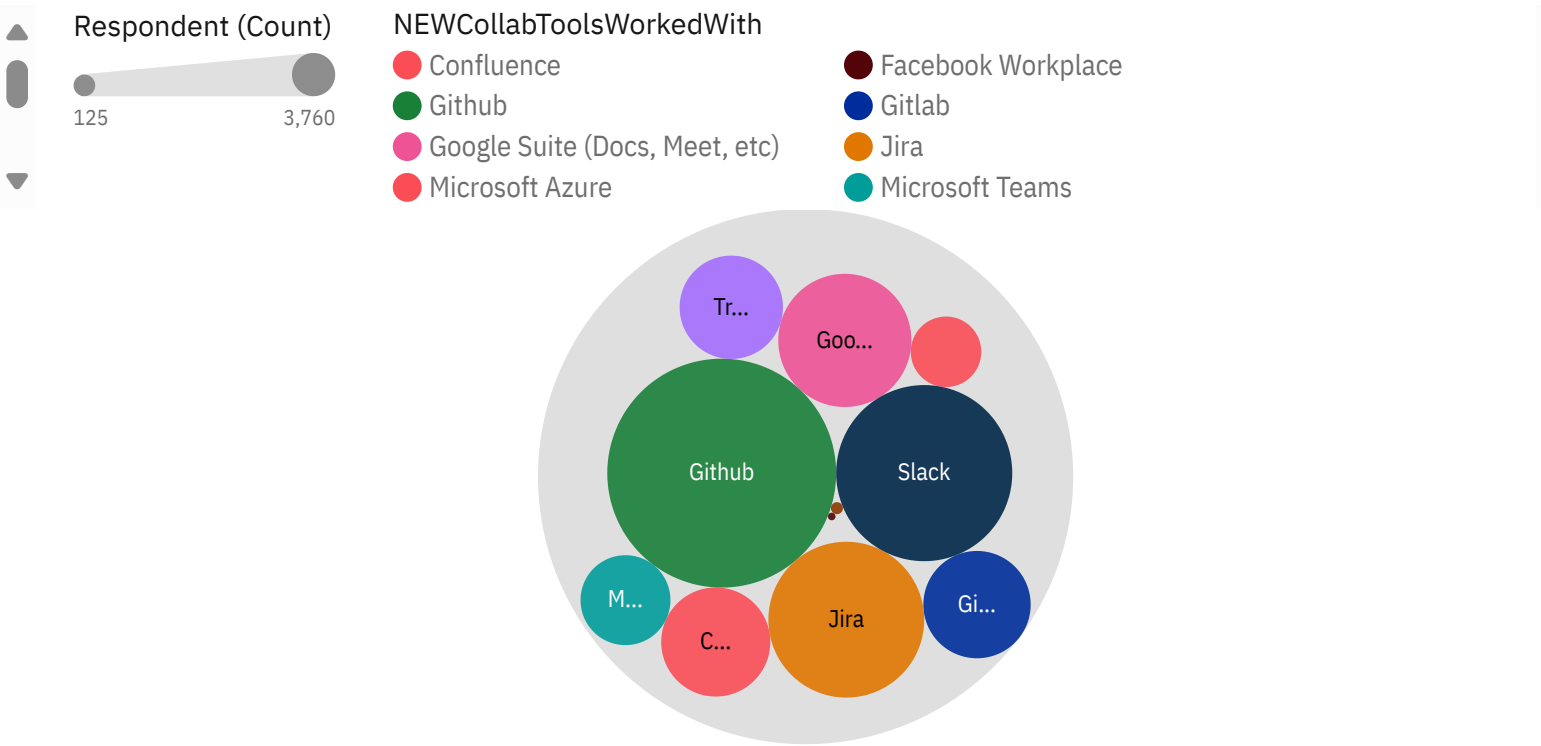 Respondent (Count)
125
3,760
NEWCollabToolsWorkedWith
Confluence
Facebook Workplace
Github
Gitlab
Google Suite (Docs, Meet, etc)
Jira
Microsoft Azure
Microsoft Teams
Tr...
Goo...
Github
Slack
M...
C...
Jira
Gi...